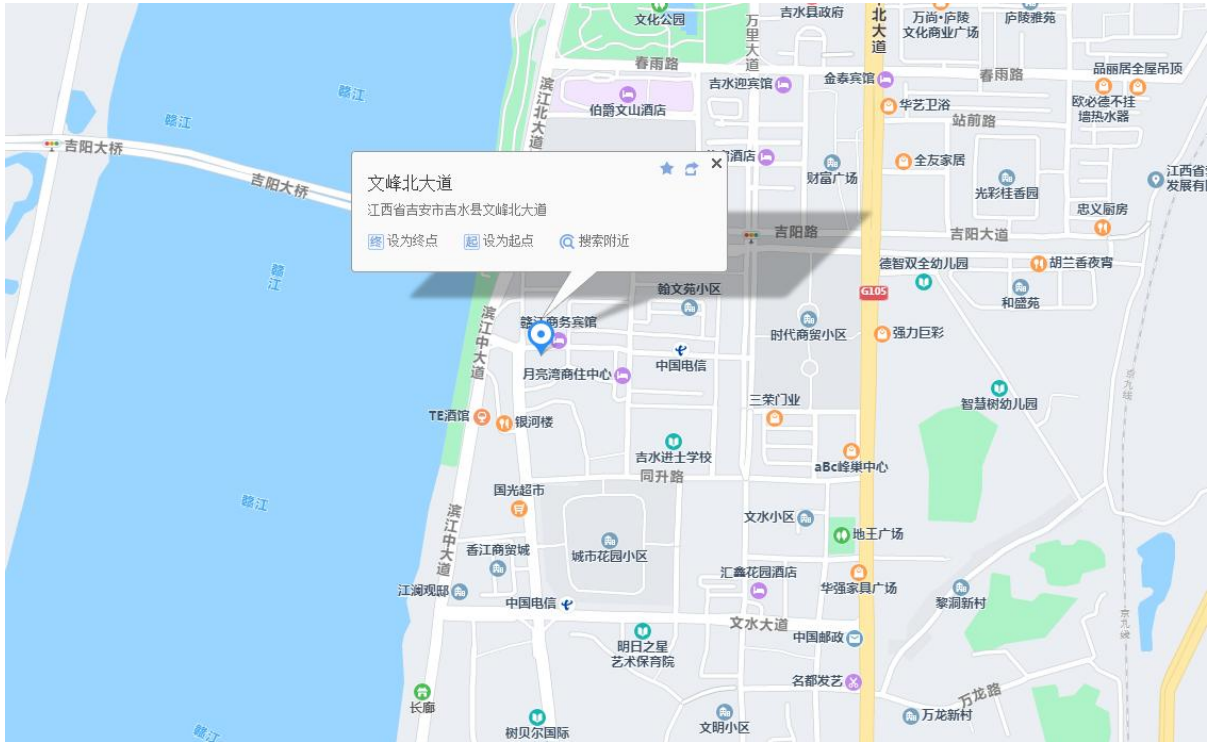 文化公园
万里大道
吉水县政府
北大道
万尚·庐陵
文化商业广场
庐陵雅苑
春雨路
滨江北大道
赣江
赣江
伯爵文山酒店
吉水迎宾馆
金泰宾馆
春雨路
品丽居全屋吊顶
华艺卫浴
欧必德不挂
墙热水器
站前路
吉阳大桥
吉阳大桥
酒店
财富广场
全友家居
光彩桂香园
江西省
发展有
忠义厨房
文峰北大道
江西省吉安市吉水县文峰北大道
终 设为终点
起 设为起点
搜索附近
吉阳路
吉阳大道
赣江
德智双全幼儿园
胡兰香夜宵
G105
翰文苑小区
和盛苑
滨江中大道
赣江商务宾馆
时代商贸小区
强力巨彩
中国电信
月亮湾商住中心
京九线
三荣门业
智慧树幼儿园
TE酒馆
银河楼
吉水进士学校
aBc峰巢中心
同升路
国光超市
赣江
滨江中大道
文水小区
地王广场
香江商贸城
城市花园小区
江澜观邸
汇鑫花园酒店
华强家具广场
黎洞新村
中国电信
京九线
文水大道
中国邮政
明日之星
艺术保育院
名都发艺
万龙路
长廊
树贝尔国际
文明小区
万龙新村
赣江